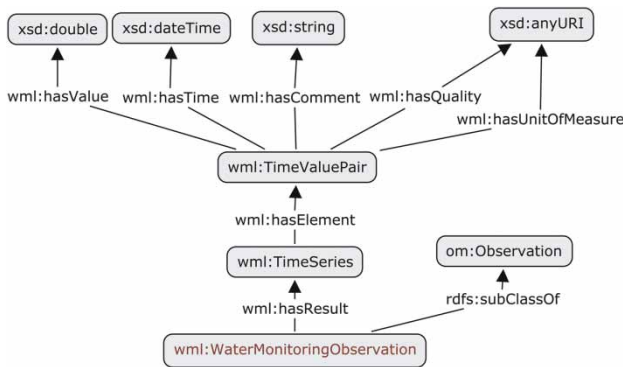 xsd:double
xsd:dateTime
xsd:string
xsd:anyURI
wml:hasValue
wml:hasTime
wml:hasComment
wml:hasQuality
wml:hasUnitOfMeasure
wml:TimeValuePair
wml:hasElement
wml:TimeSeries
om:Observation
wml:hasResult
rdfs:subClassOf
wml:WaterMonitoringObservation